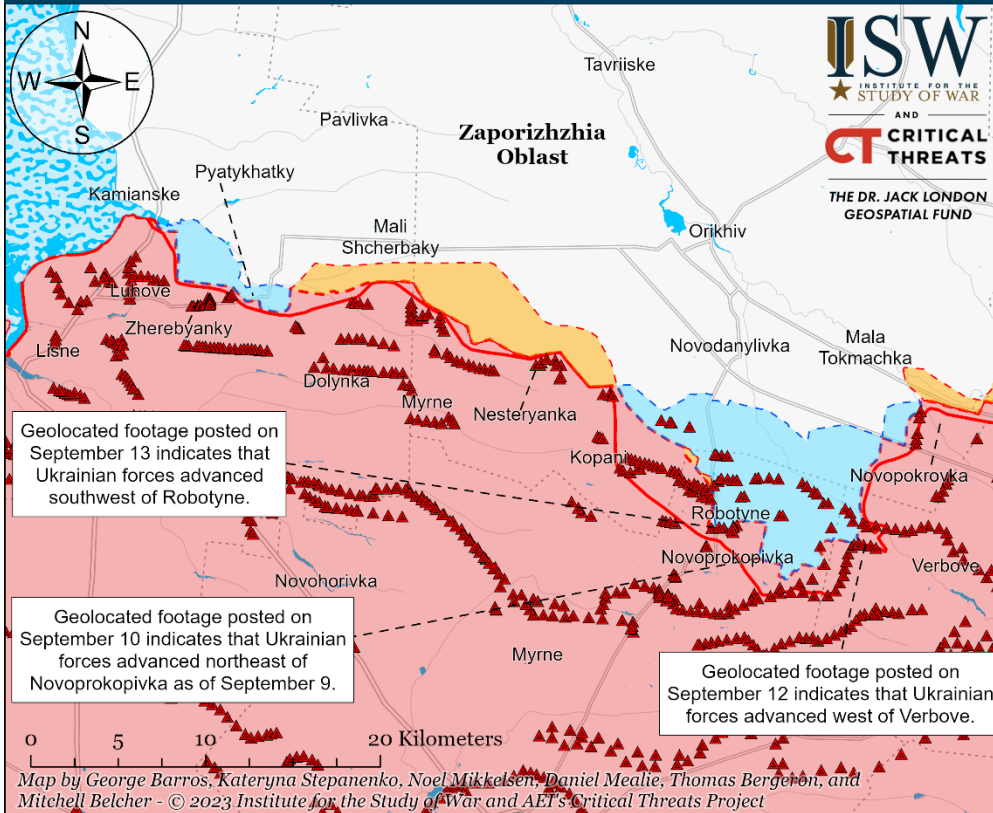 N
W
E
S
ISW
INSTITUTE FOR THE
STUDY OF WAR
AND
CT CRITICAL
THREATS
THE DR. JACK LONDON
GEOSPATIAL FUND
Tavriiske
Pavlivka
Zaporizhzhia
Oblast
Pyatykhatky
Kamianske
Mali
Shcherbaky
Orikhiv
Luhove
Zherebyanky
Lisne
Novodanylivka
Mala
Tokmachka
Dolynka
Myrne
Nesteryanka
Geolocated footage posted on
September 13 indicates that
Ukrainian forces advanced
southwest of Robotyne.
Kopani
Novopokrovka
Robotyne
Novoprokopivka
Verbove
Novohorivka
Geolocated footage posted on
September 10 indicates that Ukrainian
forces advanced northeast of
Novoprokopivka as of September 9.
Myrne
Geolocated footage posted on
September 12 indicates that Ukrainian
forces advanced west of Verbove.
0 5 10 20 Kilometers
Map by George Barros, Kateryna Stepanenko, Noel Mikkelsen, Daniel Mealie, Thomas Bergeron, and
Mitchell Belcher - © 2023 Institute for the Study of War and AEI's Critical Threats Project